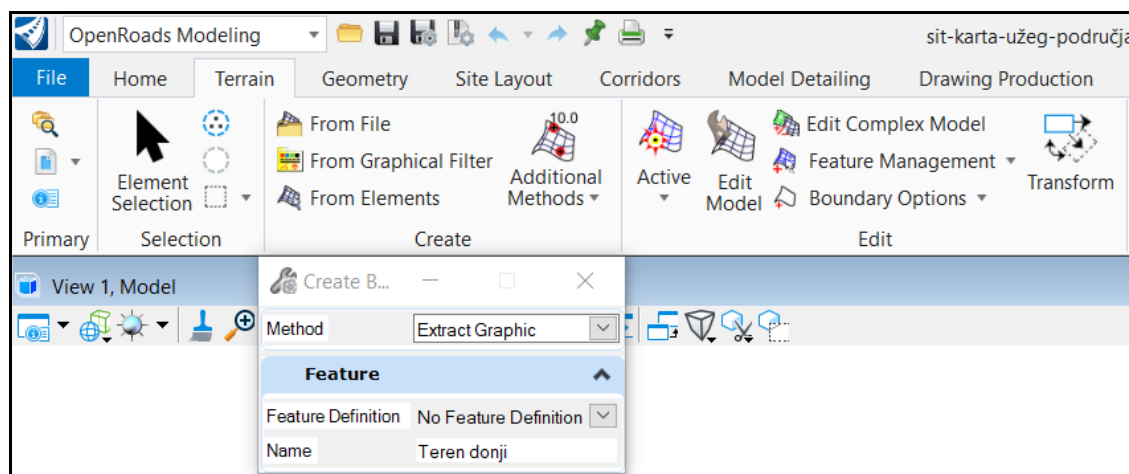 OpenRoads Modeling
sit-karta-užeg-područja
File Home Terrain Geometry Site Layout Corridors Model Detailing Drawing Production
From File
From Graphical Filter
From Elements
Element
Selection
10.0
Additional
Methods
Active
Edit
Model
Edit Complex Model
Feature Management
Boundary Options
Transform
Primary Selection Create Edit
View 1, Model
Create B...
Method Extract Graphic
Feature
Feature Definition No Feature Definition
Name Teren donji